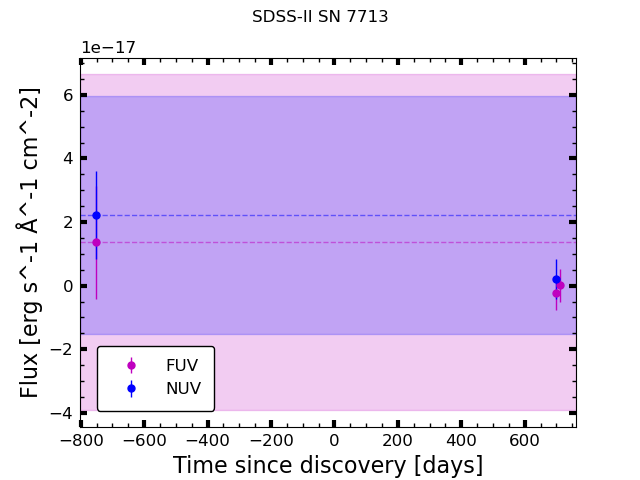 SDSS-II SN 7713
1e−17
6
4
2
0
−2
−4
Flux [erg s^-1 Å^-1 cm^-2]
FUV
NUV
−800 −600 −400 −200 0 200 400 600
Time since discovery [days]